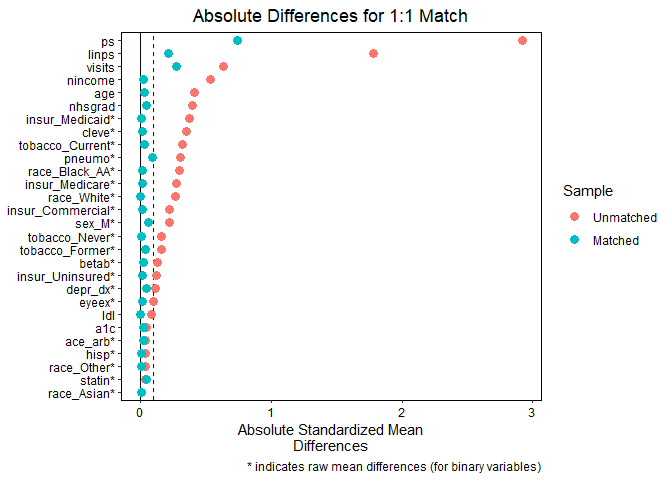 Absolute Differences for 1:1 Match
ps
linps
visits
nincome
age
nhsgrad
insur_Medicaid*
cleve*
tobacco_Current*
pneumo*
race_Black_AA*
insur_Medicare*
race_White*
insur_Commercial*
sex_M*
tobacco_Never*
tobacco_Former*
betab*
insur_Uninsured*
depr_dx*
eyeex*
ldl
a1c
ace_arb*
hisp*
race_Other*
statin*
race_Asian*
0 1 2 3
Absolute Standardized Mean
Differences
* indicates raw mean differences (for binary variables)
Sample
Unmatched
Matched